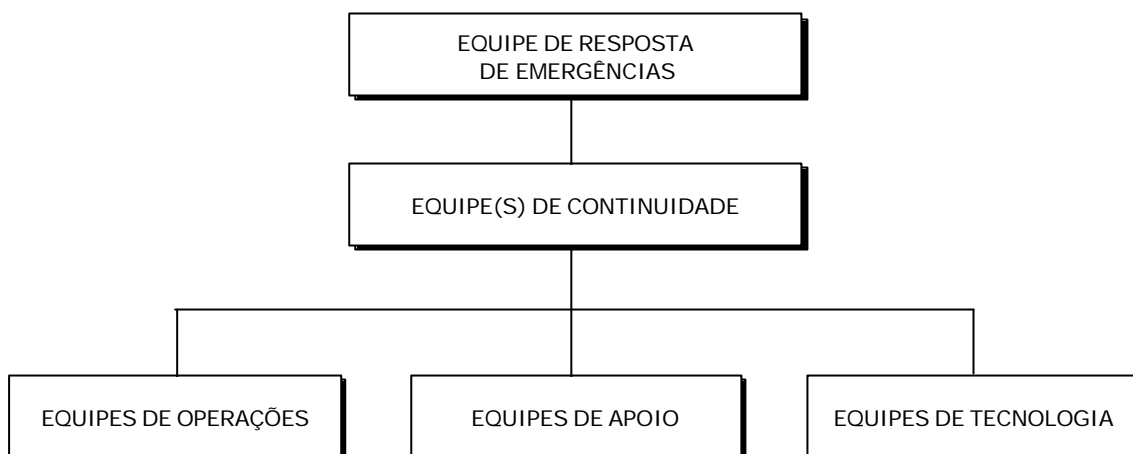 EQUIPE DE RESPOSTA
DE EMERGÊNCIAS
EQUIPE(S) DE CONTINUIDADE
EQUIPES DE OPERAÇÕES
EQUIPES DE APOIO
EQUIPES DE TECNOLOGIA